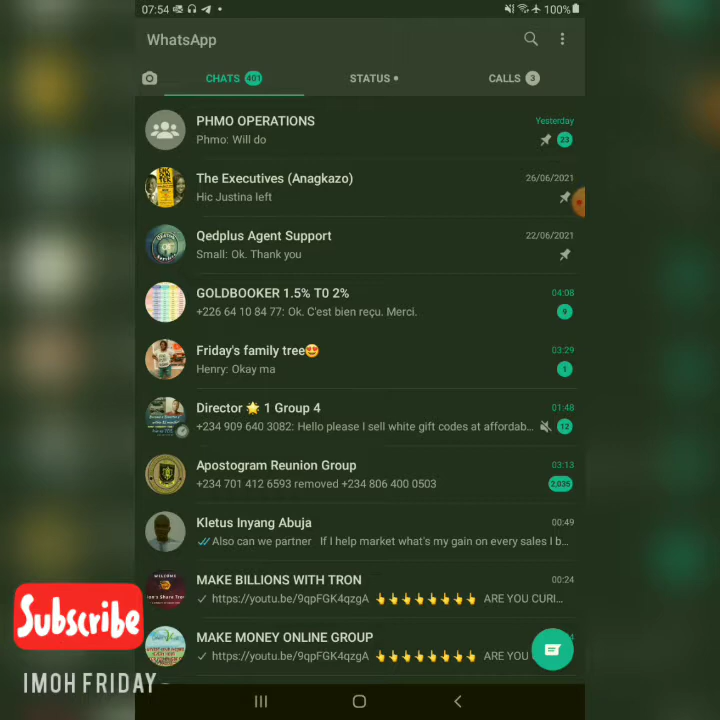 07:54
100%
WhatsApp
CHATS 401
STATUS
CALLS 3
PHMO OPERATIONS
Yesterday
Phmo: Will do
23
The Executives (Anagkazo)
26/06/2021
Hic Justina left
Qedplus Agent Support
22/06/2021
Small: Ok. Thank you
GOLDBOOKER 1.5% T0 2%
04:08
+226 64 10 84 77: Ok. C'est bien reçu. Merci.
9
Friday's family tree😍
03:29
Henry: Okay ma
1
Director 🌟 1 Group 4
01:48
+234 909 640 3082: Hello please I sell white gift codes at affordab...
12
Apostogram Reunion Group
03:13
+234 701 412 6593 removed +234 806 400 0503
2,035
Kletus Inyang Abuja
00:49
Also can we partner If I help market what's my gain on every sales I b...
MAKE BILLIONS WITH TRON
00:24
https://youtu.be/9qpFGK4qzgA 👆👆👆👆👆👆👆👆 ARE YOU CURI...
MAKE MONEY ONLINE GROUP
https://youtu.be/9qpFGK4qzgA 👆👆👆👆👆👆👆👆 ARE YOU
Subscribe
IMOH FRIDAY